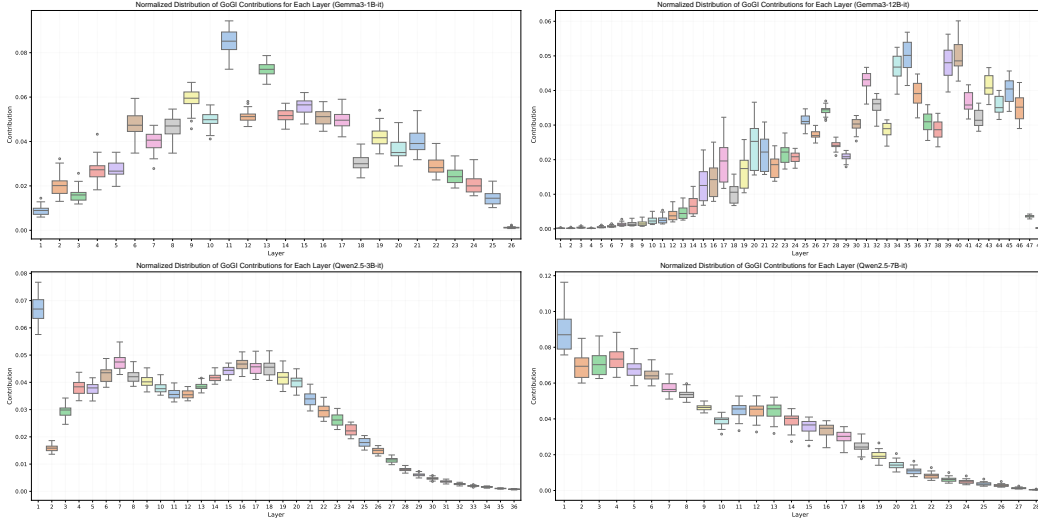 Normalized Distribution of GoGI Contributions for Each Layer (Gemma3-1B-it)
Contribution
0.08
0.06
0.04
0.02
0.00
1 2 3 4 5 6 7 8 9 10 11 12 13 14 15 16 17 18 19 20 21 22 23 24 25 26
Layer
Normalized Distribution of GoGI Contributions for Each Layer (Gemma3-12B-it)
Contribution
0.06
0.05
0.04
0.03
0.02
0.01
0.00
1 2 3 4 5 6 7 8 9 10 11 12 13 14 15 16 17 18 19 20 21 22 23 24 25 26 27 28 29 30 31 32 33 34 35 36 37 38 39 40 41 42 43 44 45 46 47 4
Layer
Normalized Distribution of GoGI Contributions for Each Layer (Qwen2.5-3B-it)
Contribution
0.08
0.07
0.06
0.05
0.04
0.03
0.02
0.01
0.00
1 2 3 4 5 6 7 8 9 10 11 12 13 14 15 16 17 18 19 20 21 22 23 24 25 26 27 28 29 30 31 32 33 34 35 36
Layer
Normalized Distribution of GoGI Contributions for Each Layer (Qwen2.5-7B-it)
Contribution
0.12
0.10
0.08
0.06
0.04
0.02
0.00
1 2 3 4 5 6 7 8 9 10 11 12 13 14 15 16 17 18 19 20 21 22 23 24 25 26 27 28
Layer